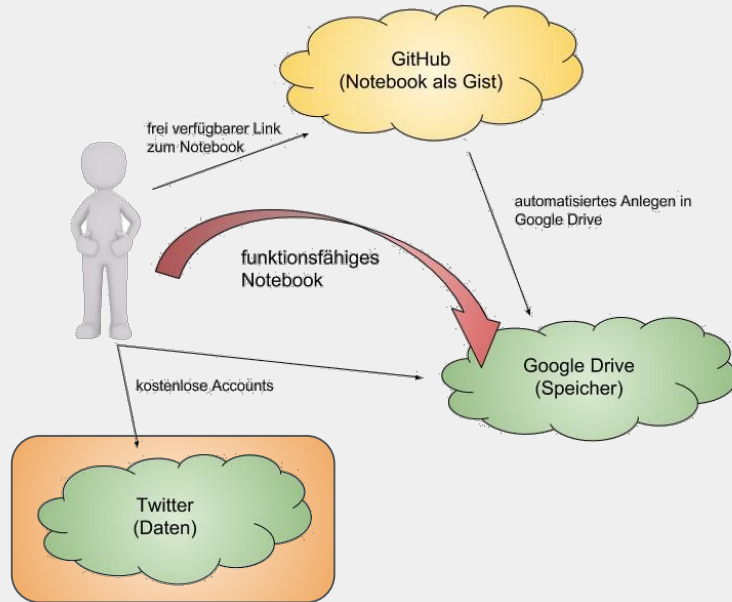 GitHub
(Notebook als Gist)
frei verfügbarer Link
zum Notebook
automatisiertes Anlegen in
Google Drive
funktionsfähiges
Notebook
Google Drive
(Speicher)
kostenlose Accounts
Twitter
(Daten)